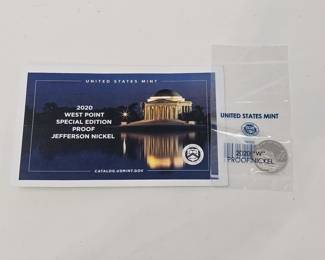 UNITED STATES MINT
2020
WEST POINT
SPECIAL EDITION
PROOF
JEFFERSON NICKEL
CATALOG.USMINT.GOV
UNITED STATES MINT
2020 "W"
PROOF NICKEL